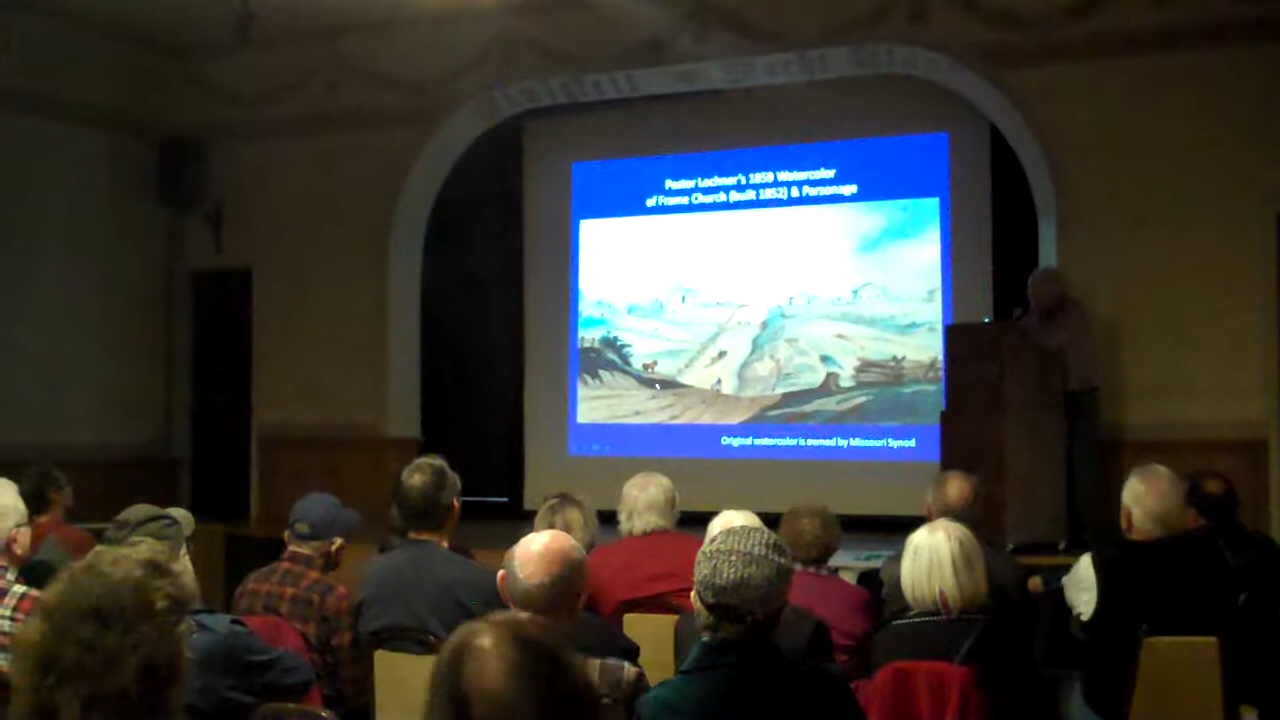 Pastor Lochner's 1859 Watercolor
of Frame Church (built 1852) & Parsonage
Original watercolor is owned by Missouri Synod